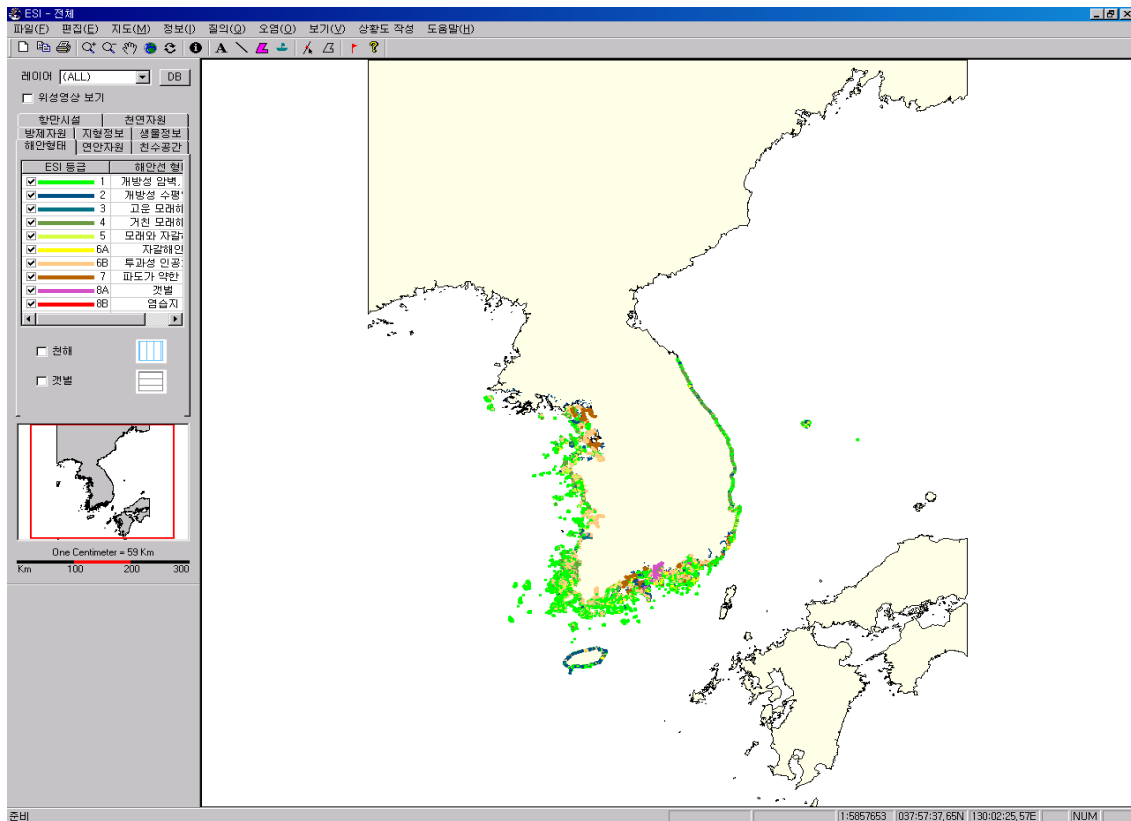 ESI - 전체
파일(F) 편집(E) 지도(M) 정보(I) 질의(Q) 오염(O) 보기(V) 상황도 작성 도움말(H)
레이어 (ALL) DB
위성영상 보기
항만시설 천연자원
방제자원 지형정보 생물정보
해안형태 연안자원 친수공간
ESI 등급 해안선 형
1 개방성 암벽,
2 개방성 수평
3 고운 모래해
4 거친 모래해
5 모래와 자갈
6A 자갈해안
6B 투과성 인공
7 파도가 약한
8A 갯벌
8B 염습지
천해
갯벌
One Centimeter = 59 Km
Km 100 200 300
준비 1:5857653 037:57:37,65N 130:02:25,57E NUM